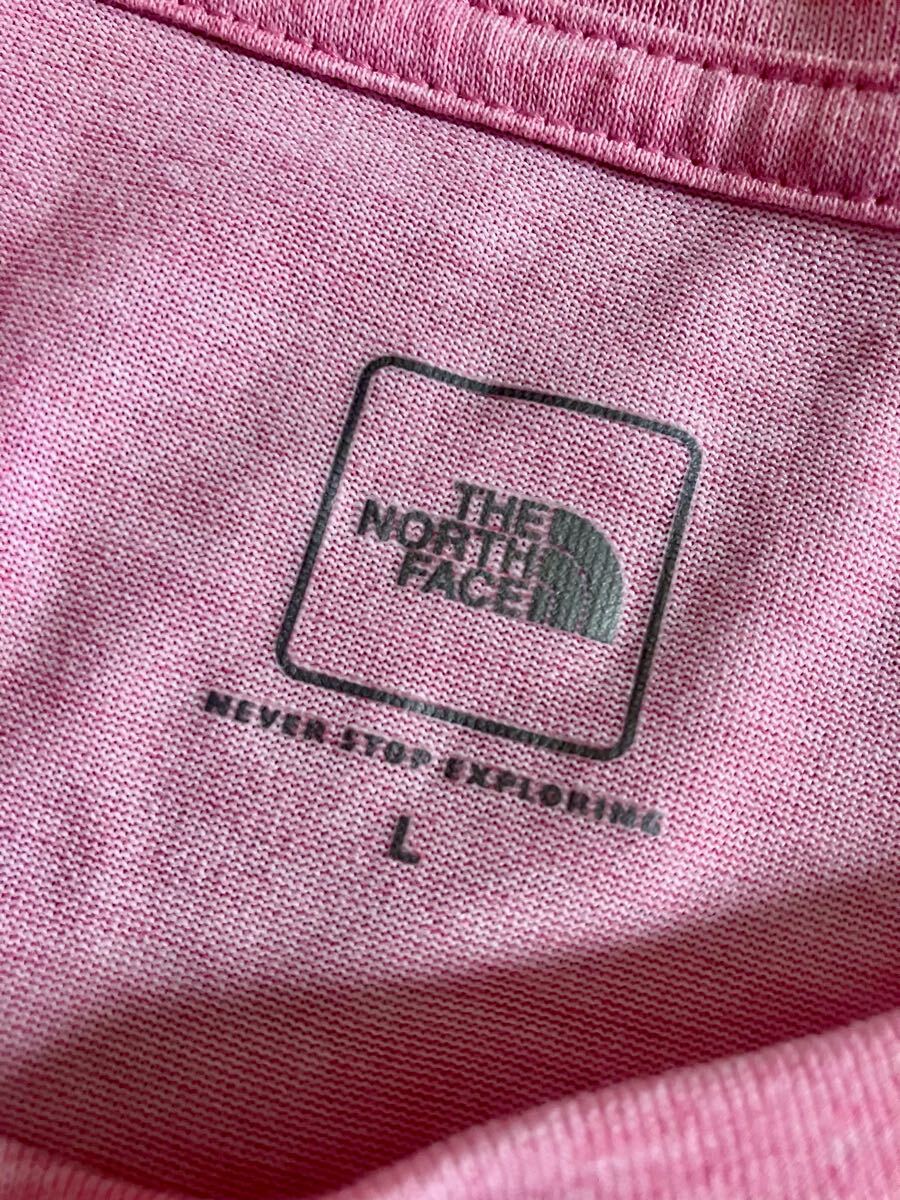 THE
NORTH
FACE
NEVER STOP EXPLORING
L